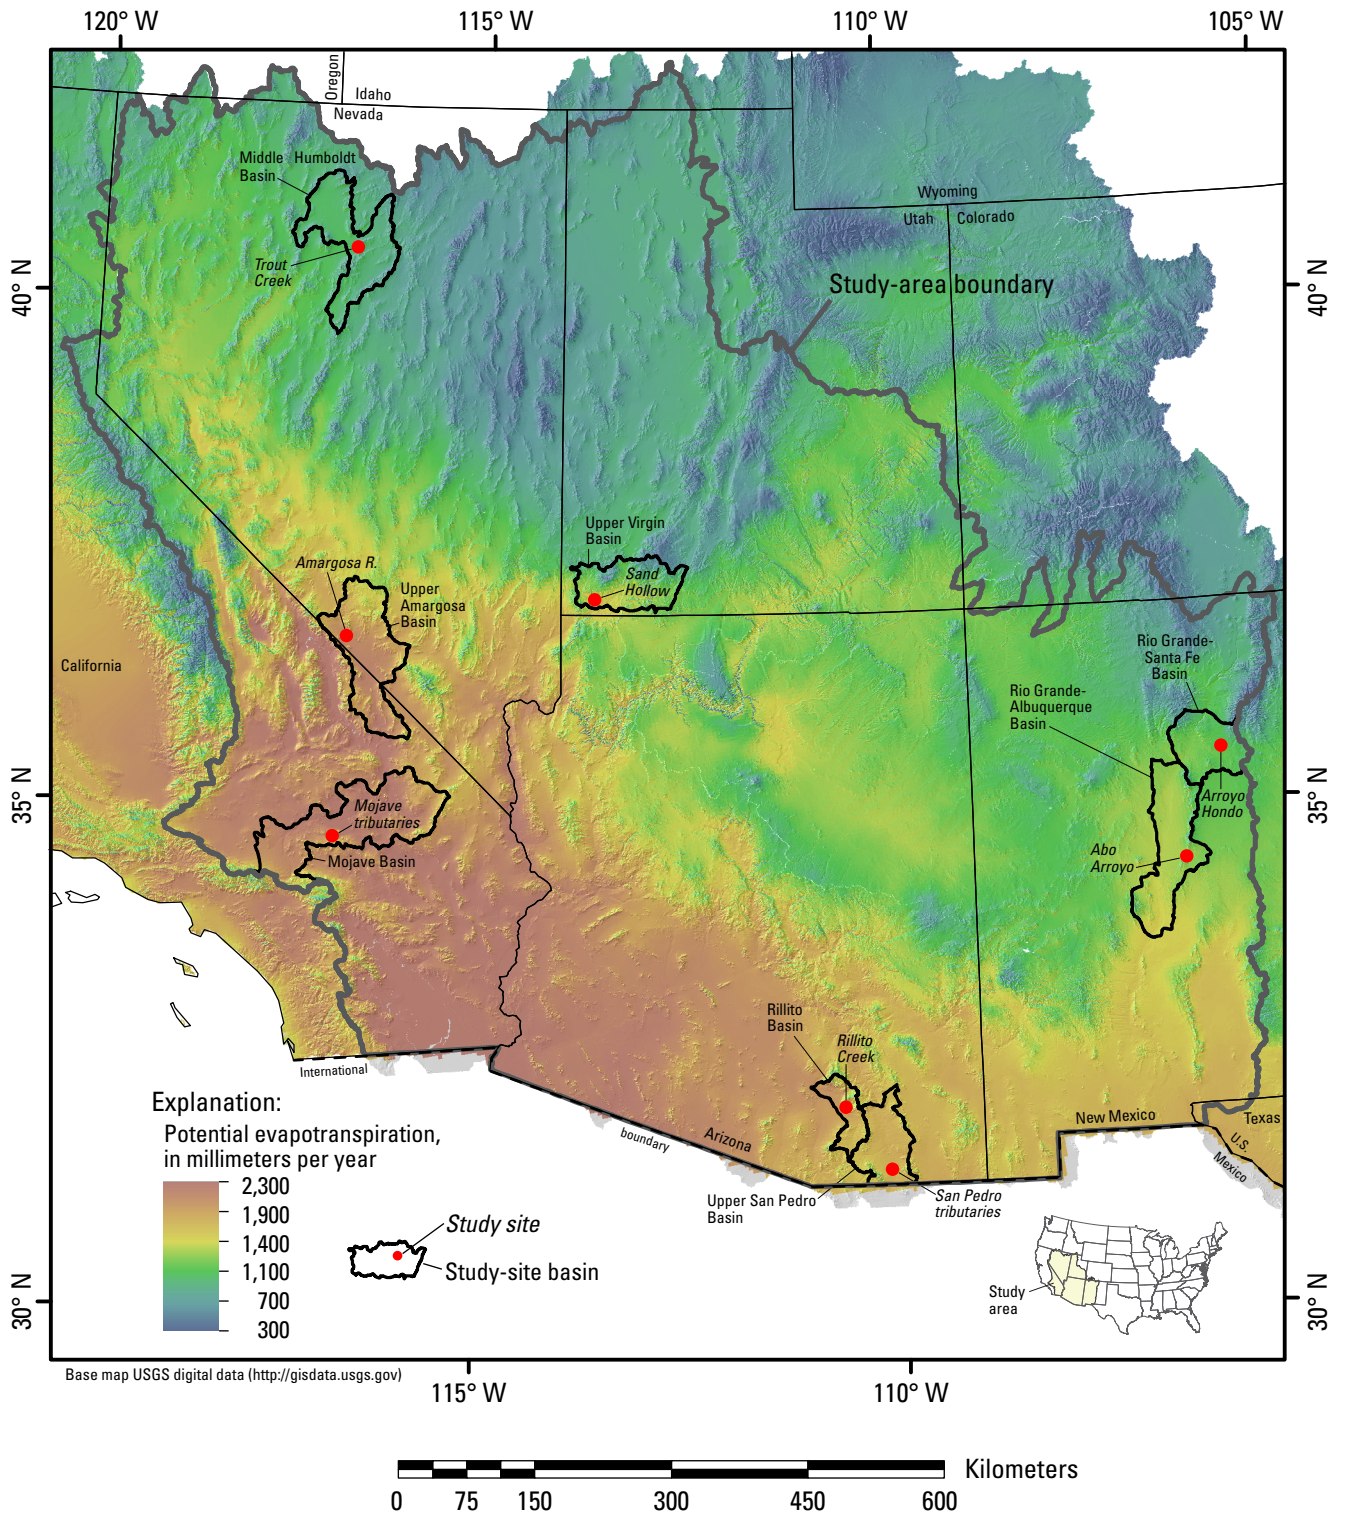 120° W
115° W
110° W
105° W
Oregon
Idaho
Nevada
Middle Humboldt
Basin
Wyoming
Utah
Colorado
Trout
Creek
40° N
40° N
Study-area boundary
Upper Virgin
Basin
Sand
Hollow
Amargosa R.
Upper
Amargosa
Basin
California
Rio Grande-
Santa Fe
Basin
Rio Grande-
Albuquerque
Basin
35° N
35° N
Mojave
tributaries
Mojave Basin
Arroyo
Hondo
Abo
Arroyo
Rillito
Basin
Rillito
Creek
International
boundary
Arizona
New Mexico
Texas
U.S.
Mexico
Upper San Pedro
Basin
San Pedro
tributaries
Explanation:
Potential evapotranspiration,
in millimeters per year
2,300
1,900
1,400
1,100
700
300
Study site
Study-site basin
Study
area
30° N
30° N
Base map USGS digital data (http://gisdata.usgs.gov)
115° W
110° W
Kilometers
0 75 150 300 450 600